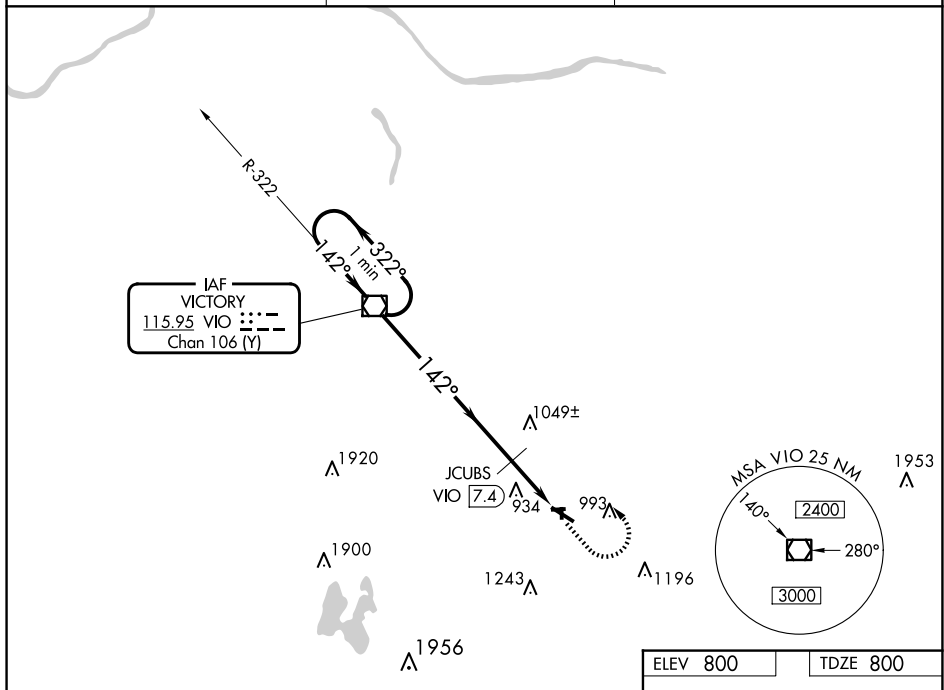 R-322
142°
322°
1 min
IAF
VICTORY
115.95 VIO
Chan 106 (Y)
142°
1049±
1920
JCUBS
VIO 7.4
934
993
MSA VIO 25 NM
1953
140°
2400
280°
3000
1900
1243
1196
1956
ELEV 800
TDZE 800